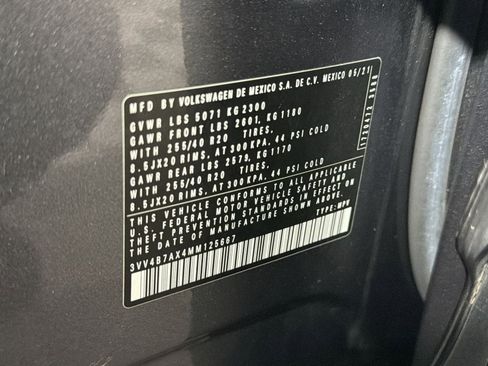 MFD BY VOLKSWAGEN DE MEXICO S.A. DE C.V. MEXICO 05/21
GVWR LBS 5071 KG 2300
GAWR FRONT LBS 2601, KG 1180
WITH 255/40 R20 TIRES.
8.5JX20 RIMS, AT 300 KPA, 44 PSI COLD
GAWR REAR LBS 2579, KG 1170
WITH 255/40 R20 TIRES.
8.5JX20 RIMS, AT 300 KPA, 44 PSI COLD
THIS VEHICLE CONFORMS TO ALL APPLICABLE
U.S. FEDERAL MOTOR VEHICLE SAFETY AND
THEFT PREVENTION STANDARDS IN EFFECT ON THE
DATE OF MANUFACTURE SHOWN ABOVE.
3VV4B7AX4MM125667 TYPE: MPV